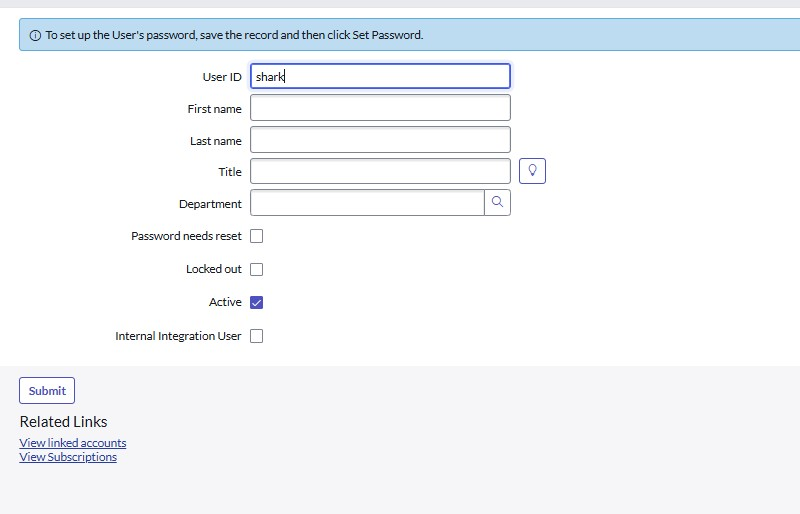 To set up the User's password, save the record and then click Set Password.
User ID shark
First name
Last name
Title
Department
Password needs reset
Locked out
Active
Internal Integration User
Submit
Related Links
View linked accounts
View Subscriptions